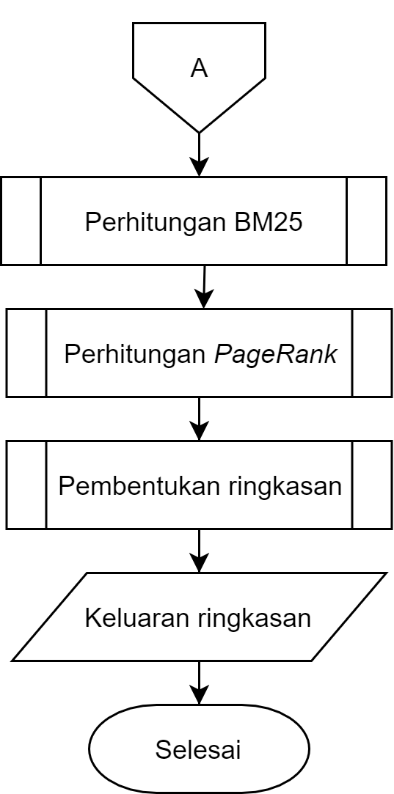 A
Perhitungan BM25
Perhitungan PageRank
Pembentukan ringkasan
Keluaran ringkasan
Selesai